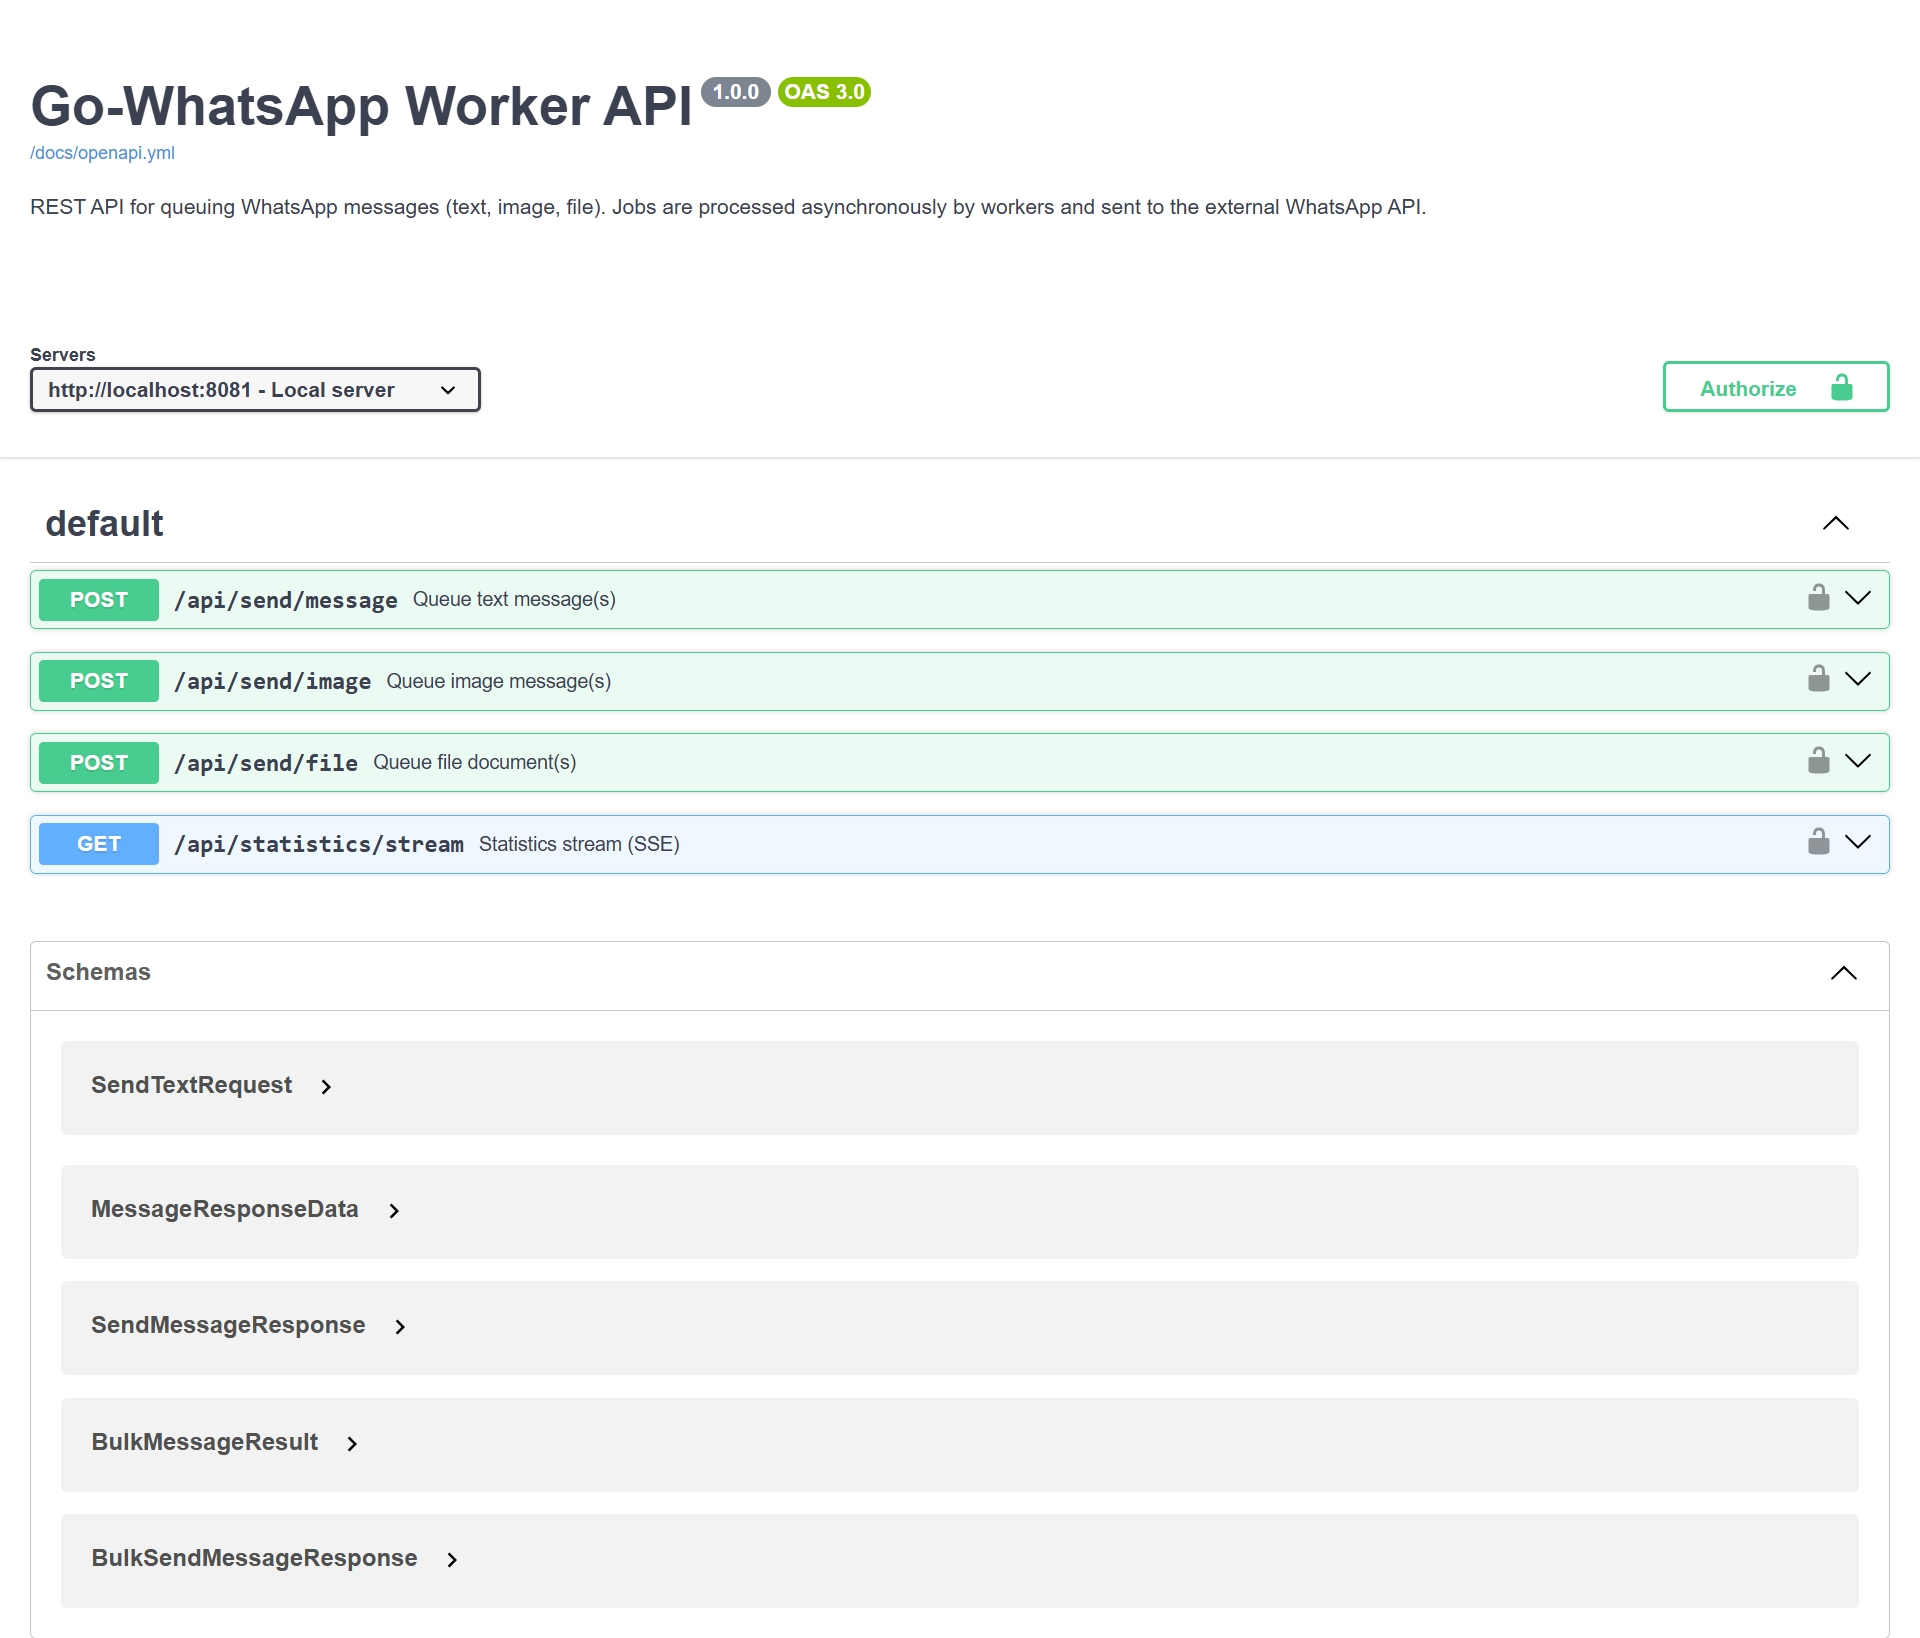 Go-WhatsApp Worker API 1.0.0 OAS 3.0
/docs/openapi.yml
REST API for queuing WhatsApp messages (text, image, file). Jobs are processed asynchronously by workers and sent to the external WhatsApp API.
Servers
http://localhost:8081 - Local server
Authorize
default
POST /api/send/message Queue text message(s)
POST /api/send/image Queue image message(s)
POST /api/send/file Queue file document(s)
GET /api/statistics/stream Statistics stream (SSE)
Schemas
SendTextRequest
MessageResponseData
SendMessageResponse
BulkMessageResult
BulkSendMessageResponse